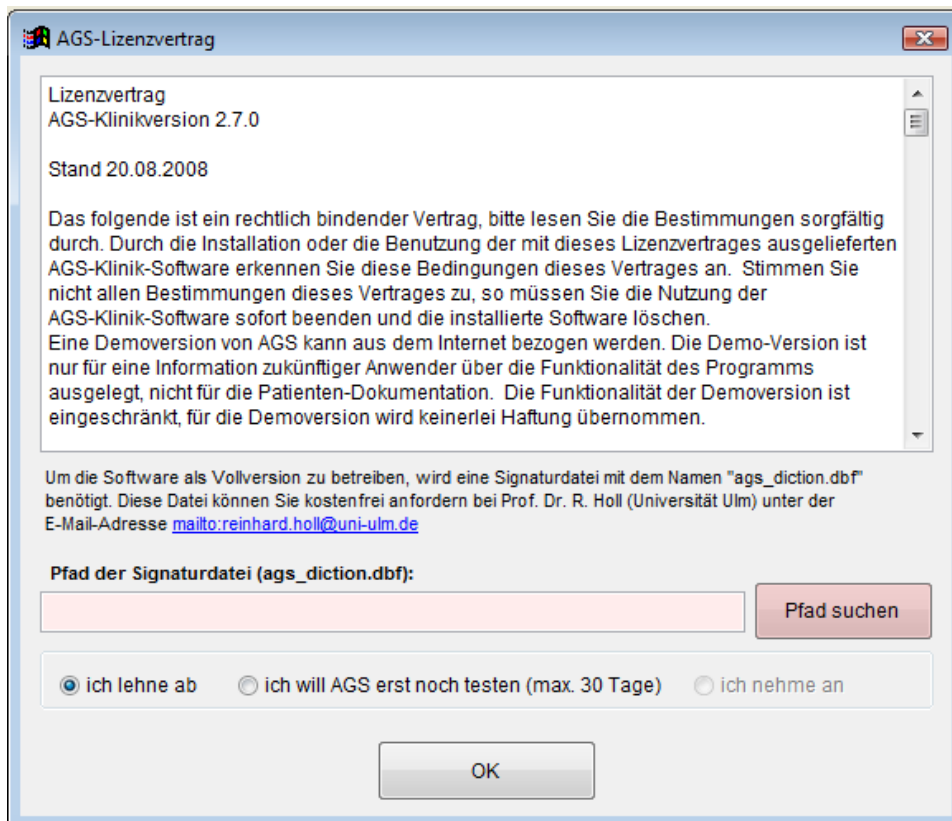 AGS-Lizenzvertrag
Lizenzvertrag
AGS-Klinikversion 2.7.0
Stand 20.08.2008
Das folgende ist ein rechtlich bindender Vertrag, bitte lesen Sie die Bestimmungen sorgfältig
durch. Durch die Installation oder die Benutzung der mit dieses Lizenzvertrages ausgelieferten
AGS-Klinik-Software erkennen Sie diese Bedingungen dieses Vertrages an.  Stimmen Sie
nicht allen Bestimmungen dieses Vertrages zu, so müssen Sie die Nutzung der
AGS-Klinik-Software sofort beenden und die installierte Software löschen.
Eine Demoversion von AGS kann aus dem Internet bezogen werden. Die Demo-Version ist
nur für eine Information zukünftiger Anwender über die Funktionalität des Programms
ausgelegt, nicht für die Patienten-Dokumentation.  Die Funktionalität der Demoversion ist
eingeschränkt, für die Demoversion wird keinerlei Haftung übernommen.
Um die Software als Vollversion zu betreiben, wird eine Signaturdatei mit dem Namen "ags_diction.dbf"
benötigt. Diese Datei können Sie kostenfrei anfordern bei Prof. Dr. R. Holl (Universität Ulm) unter der
E-Mail-Adresse mailto:reinhard.holl@uni-ulm.de
Pfad der Signaturdatei (ags_diction.dbf):
Pfad suchen
ich lehne ab ich will AGS erst noch testen (max. 30 Tage) ich nehme an
OK